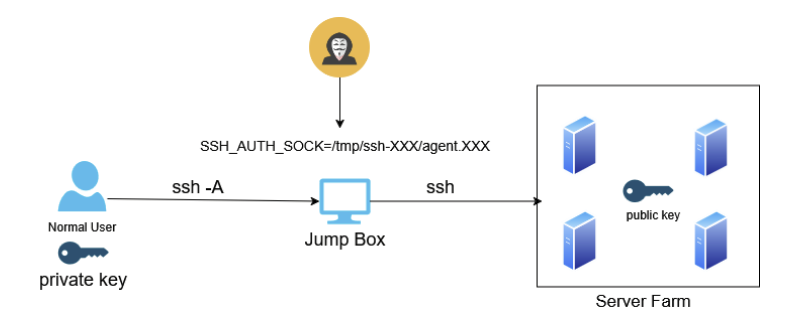 SSH_AUTH_SOCK=/tmp/ssh-XXX/agent.XXX
ssh -A
ssh
Normal User
private key
Jump Box
public key
Server Farm